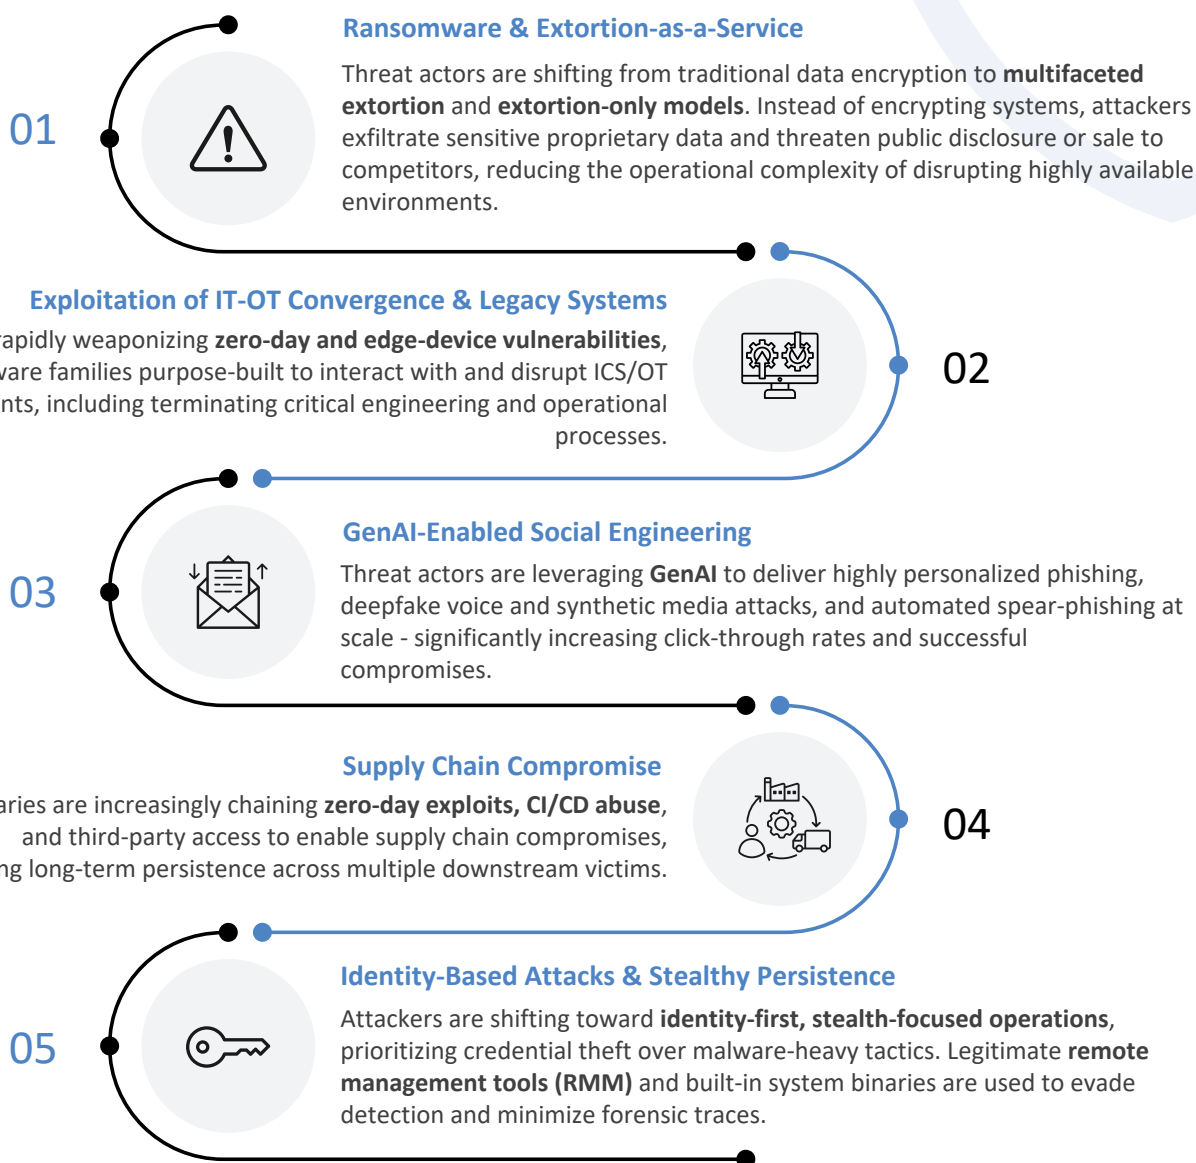 Ransomware & Extortion-as-a-Service
01
Threat actors are shifting from traditional data encryption to multifaceted
extortion and extortion-only models. Instead of encrypting systems, attackers
exfiltrate sensitive proprietary data and threaten public disclosure or sale to
competitors, reducing the operational complexity of disrupting highly available
environments.
Exploitation of IT-OT Convergence & Legacy Systems
rapidly weaponizing zero-day and edge-device vulnerabilities,
ware families purpose-built to interact with and disrupt ICS/OT
nts, including terminating critical engineering and operational
processes.
02
GenAI-Enabled Social Engineering
03
Threat actors are leveraging GenAI to deliver highly personalized phishing,
deepfake voice and synthetic media attacks, and automated spear-phishing at
scale - significantly increasing click-through rates and successful
compromises.
Supply Chain Compromise
aries are increasingly chaining zero-day exploits, CI/CD abuse,
and third-party access to enable supply chain compromises,
ng long-term persistence across multiple downstream victims.
04
Identity-Based Attacks & Stealthy Persistence
05
Attackers are shifting toward identity-first, stealth-focused operations,
prioritizing credential theft over malware-heavy tactics. Legitimate remote
management tools (RMM) and built-in system binaries are used to evade
detection and minimize forensic traces.